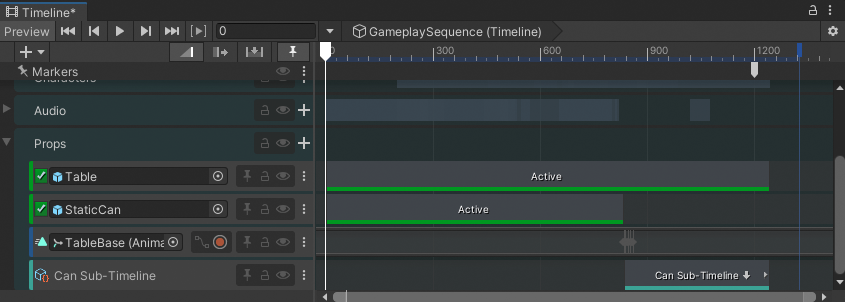 Timeline*
Preview
0
GameplaySequence (Timeline)
300
600
900
1200
Markers
Characters
Audio
Props
Table
Active
StaticCan
Active
TableBase (Anima
Can Sub-Timeline
Can Sub-Timeline